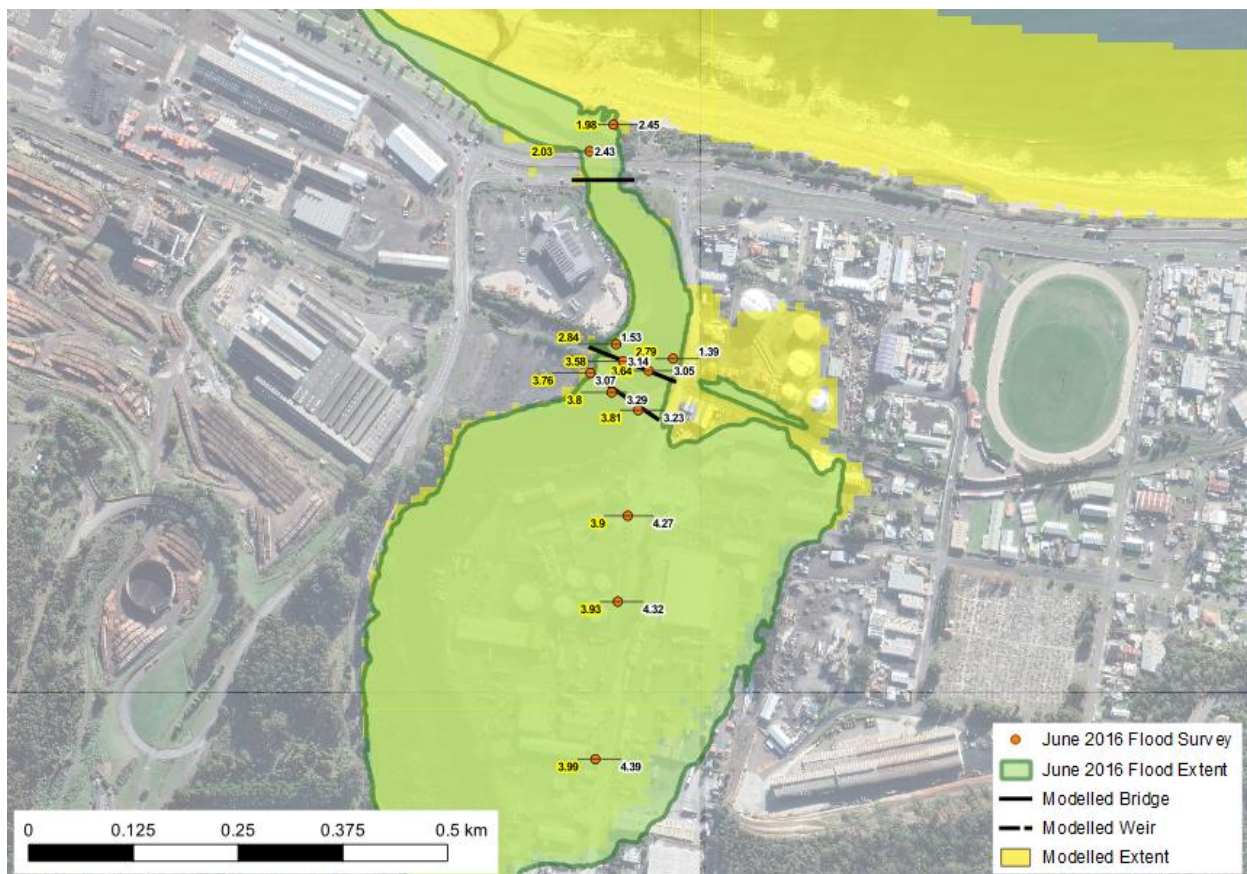 1.98 2.45
2.03 2.43
2.84 1.53
2.79 1.39
3.58 3.14
3.64 3.05
3.76 3.07
3.8 3.29
3.81 3.23
3.9 4.27
3.93 4.32
3.99 4.39
June 2016 Flood Survey
June 2016 Flood Extent
Modelled Bridge
Modelled Weir
Modelled Extent
0 0.125 0.25 0.375 0.5 km